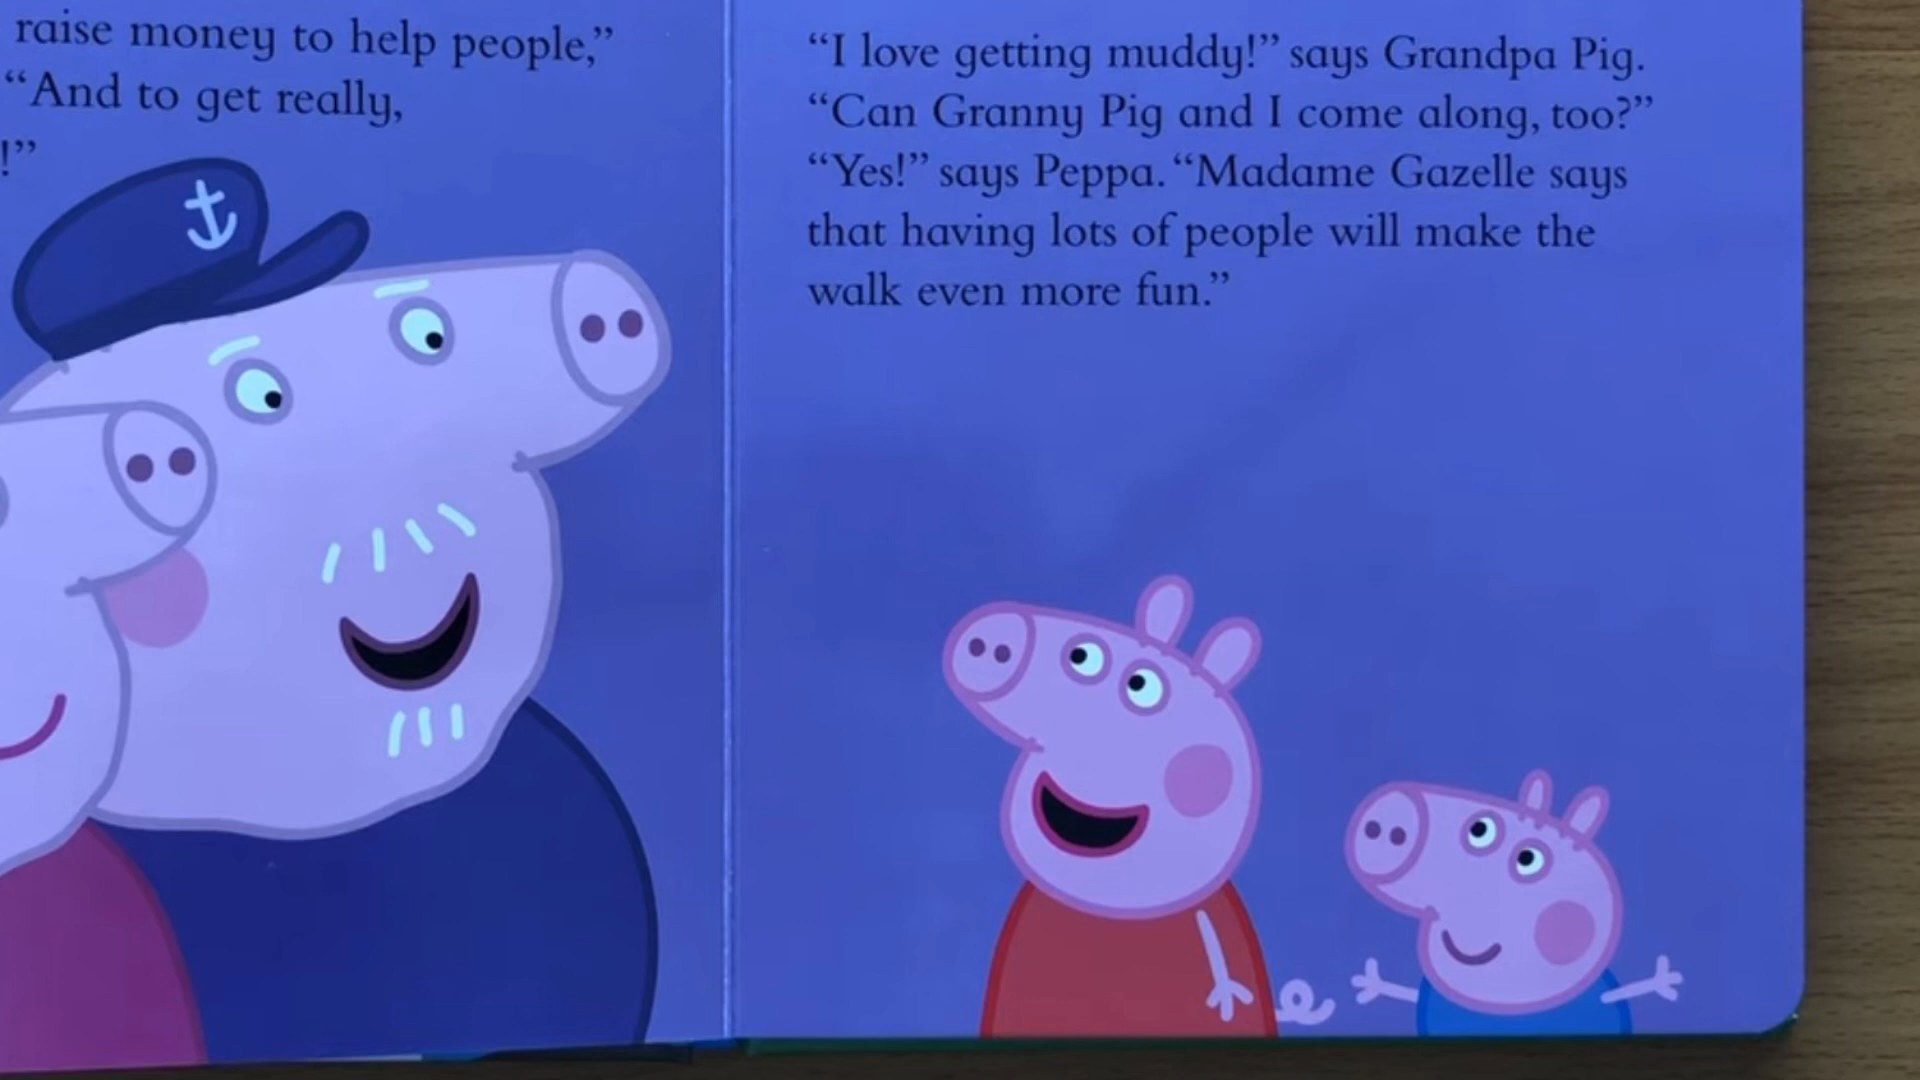 raise money to help people,”
“And to get really,
!”
“I love getting muddy!” says Grandpa Pig.
“Can Granny Pig and I come along, too?”
“Yes!” says Peppa. “Madame Gazelle says
that having lots of people will make the
walk even more fun.”